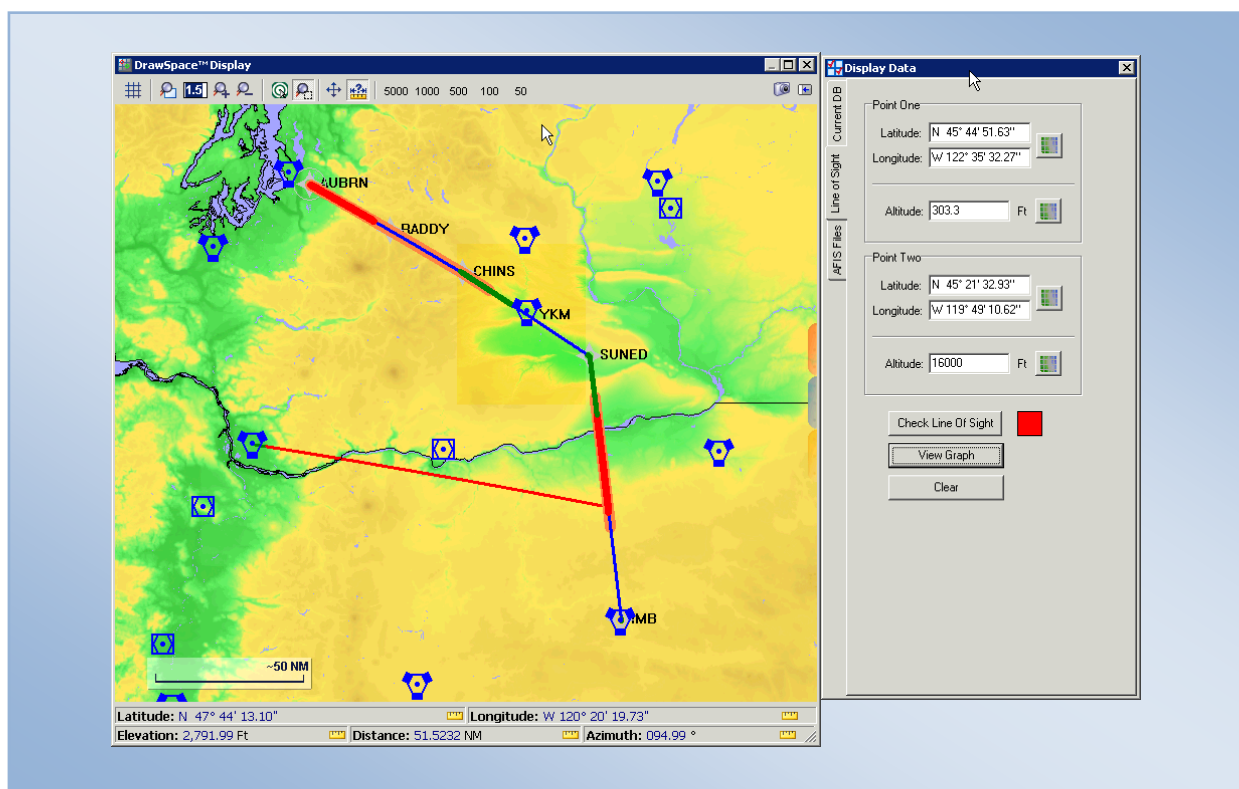 DrawSpace™ Display
1.5
5000 1000 500 100 50
AUBRN
RADDY
CHINS
YKM
SUNED
~50 NM
Latitude: N 47° 44' 13.10" Longitude: W 120° 20' 19.73"
Elevation: 2,791.99 Ft Distance: 51.5232 NM Azimuth: 094.99 °
Display Data
Current DB
Line of Sight
AFIS Files
Point One
Latitude: N 45° 44' 51.63''
Longitude: W 122° 35' 32.27''
Altitude: 303.3 Ft
Point Two
Latitude: N 45° 21' 32.93''
Longitude: W 119° 49' 10.62''
Altitude: 16000 Ft
Check Line Of Sight
View Graph
Clear